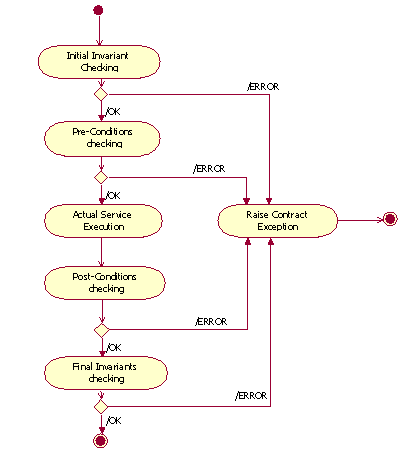 Initial Invariant
Checking
/ERROR
/OK
Pre-Conditions
checking
/ERROR
/OK
Actual Service
Execution
Raise Contract
Exception
Post-Conditions
checking
/ERROR
/OK
Final Invariants
checking
/ERROR
/OK